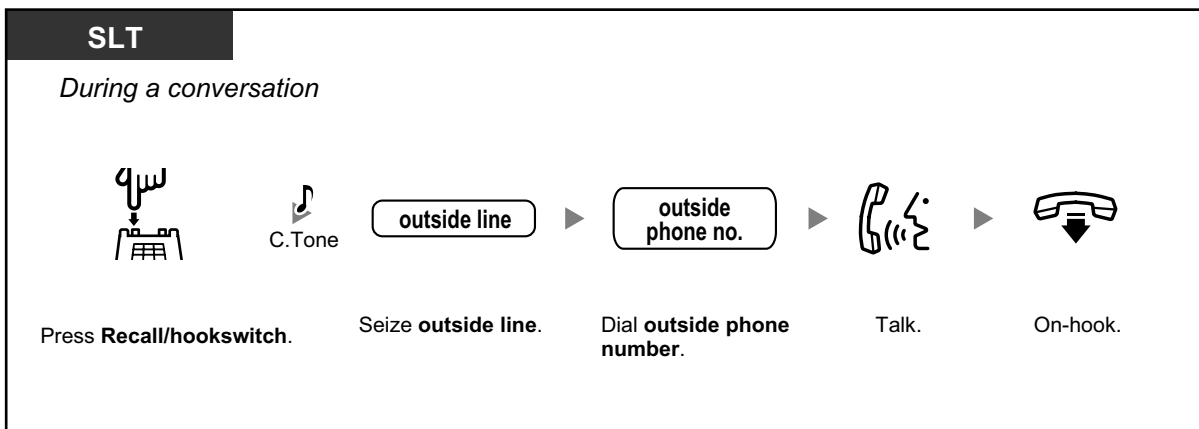 SLT
During a conversation
C.Tone
outside line
outside
phone no.
Press Recall/hookswitch.
Seize outside line.
Dial outside phone
number.
Talk.
On-hook.